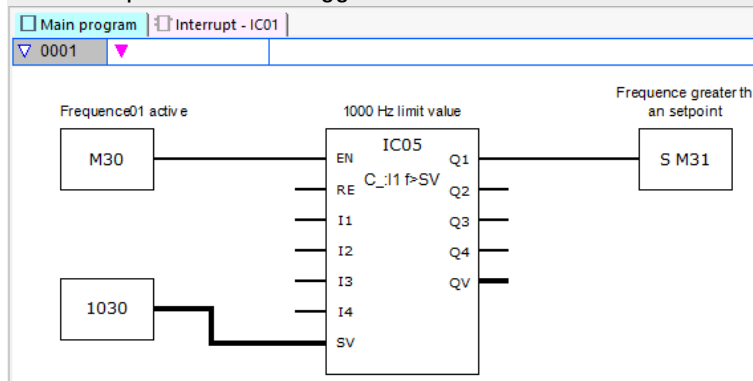 Main program Interrupt - IC01
0001
Frequence01 active
1000 Hz limit value
Frequence greater th
an setpoint
M30
IC05
C_:I1 f>SV
EN
RE
I1
I2
I3
I4
SV
Q1
Q2
Q3
Q4
QV
S M31
1030